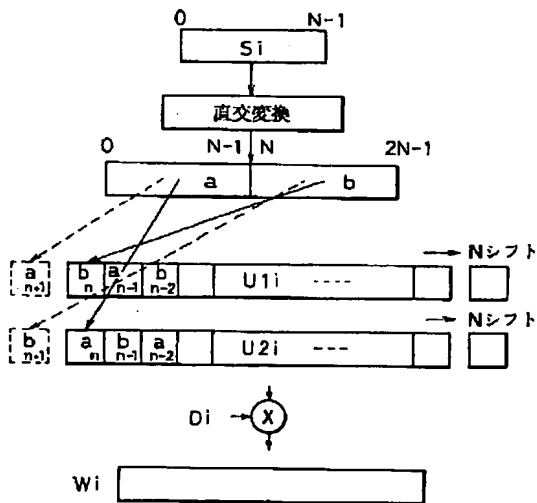 0 N-1
Si
直交変換
0 N-1 N 2N-1
a b
→ Nシフト
a n+1 b n a n-1 b n-2 U1i ----
→ Nシフト
b n+1 a n b n-1 a n-2 U2i ---
Di → X
Wi